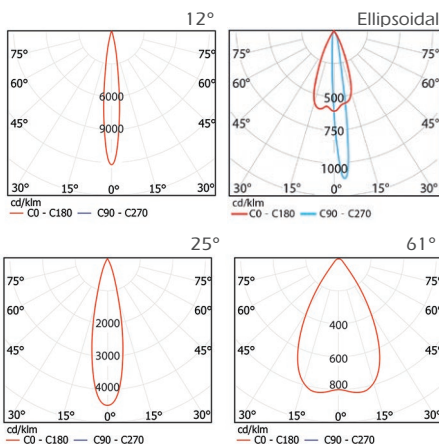 12°
75° 75°
60° 60°
6000
45° 45°
9000
30° 15° 0° 15° 30°
cd/klm
C0 - C180 C90 - C270
Ellipsoidal
75° 75°
60° 60°
500
45° 45°
750
1000
30° 15° 0° 15° 30°
cd/klm
C0 - C180 C90 - C270
25°
75° 75°
60° 60°
2000
45° 45°
3000
4000
30° 15° 0° 15° 30°
cd/klm
C0 - C180 C90 - C270
61°
75° 75°
60° 60°
400
45° 45°
600
800
30° 15° 0° 15° 30°
cd/klm
C0 - C180 C90 - C270